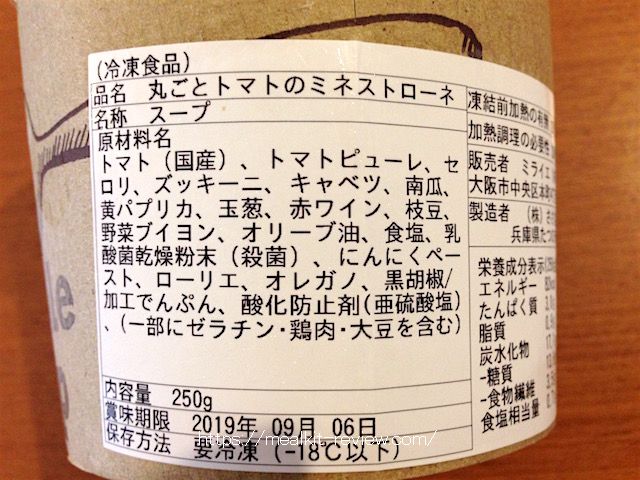 (冷凍食品)
品名 丸ごとトマトのミネストローネ
名称 スープ
原材料名
トマト(国産)、トマトピューレ、セ
ロリ、ズッキーニ、キャベツ、南瓜、
黄パプリカ、玉葱、赤ワイン、枝豆、
野菜ブイヨン、オリーブ油、食塩、乳
酸菌乾燥粉末(殺菌)、にんにくペー
スト、ローリエ、オレガノ、黒胡椒/
加工でんぷん、酸化防止剤(亜硫酸塩)
、(一部にゼラチン・鶏肉・大豆を含む)
内容量 250g
賞味期限 2019年 09月 06日
保存方法 要冷凍(-18℃以下)
凍結前加熱の有無
加熱調理の必要性
販売者 ミライエ
大阪市中央区本
製造者 (株)
兵庫県たつ
栄養成分表示
エネルギー
たんぱく質
脂質
炭水化物
-糖質
-食物繊維
食塩相当量
https://mealkit-review.com/